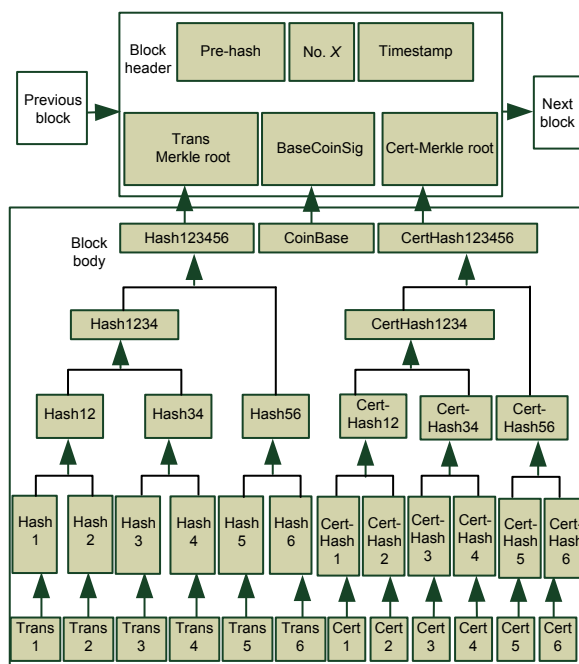 Block
header
Pre-hash
No. X
Timestamp
Previous
block
Next
block
Trans
Merkle root
BaseCoinSig
Cert-Merkle root
Block
body
Hash123456
CoinBase
CertHash123456
Hash1234
CertHash1234
Hash12
Hash34
Hash56
Cert-
Hash12
Cert-
Hash34
Cert-
Hash56
Hash
1
Hash
2
Hash
3
Hash
4
Hash
5
Hash
6
Cert-
Hash
1
Cert-
Hash
2
Cert-
Hash
3
Cert-
Hash
4
Cert-
Hash
5
Cert-
Hash
6
Trans
1
Trans
2
Trans
3
Trans
4
Trans
5
Trans
6
Cert
1
Cert
2
Cert
3
Cert
4
Cert
5
Cert
6